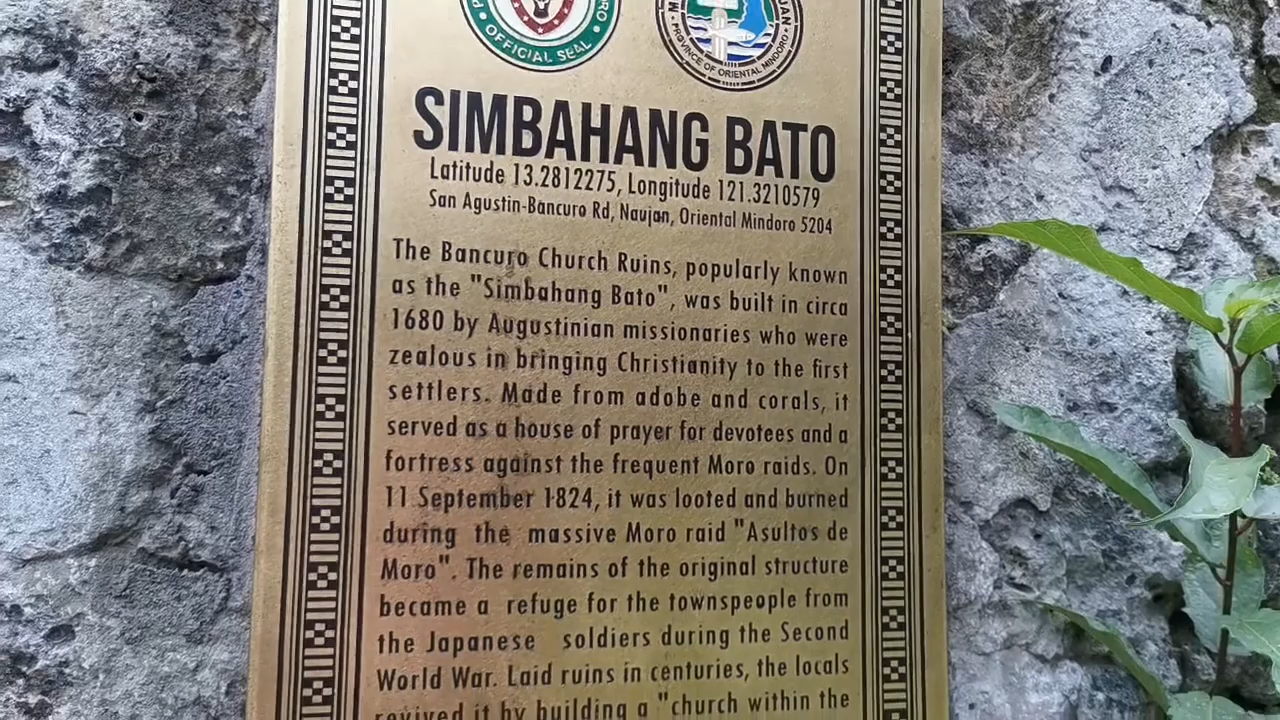 OFFICIAL SEAL
PROVINCE OF ORIENTAL MINDORO
SIMBAHANG BATO
Latitude 13.2812275, Longitude 121.3210579
San Agustin-Bancuro Rd, Naujan, Oriental Mindoro 5204
The Bancuro Church Ruins, popularly known
as the "Simbahang Bato", was built in circa
1680 by Augustinian missionaries who were
zealous in bringing Christianity to the first
settlers. Made from adobe and corals, it
served as a house of prayer for devotees and a
fortress against the frequent Moro raids. On
11 September 1824, it was looted and burned
during the massive Moro raid "Asultos de
Moro". The remains of the original structure
became a refuge for the townspeople from
the Japanese soldiers during the Second
World War. Laid ruins in centuries, the locals
revived it by building a "church within the